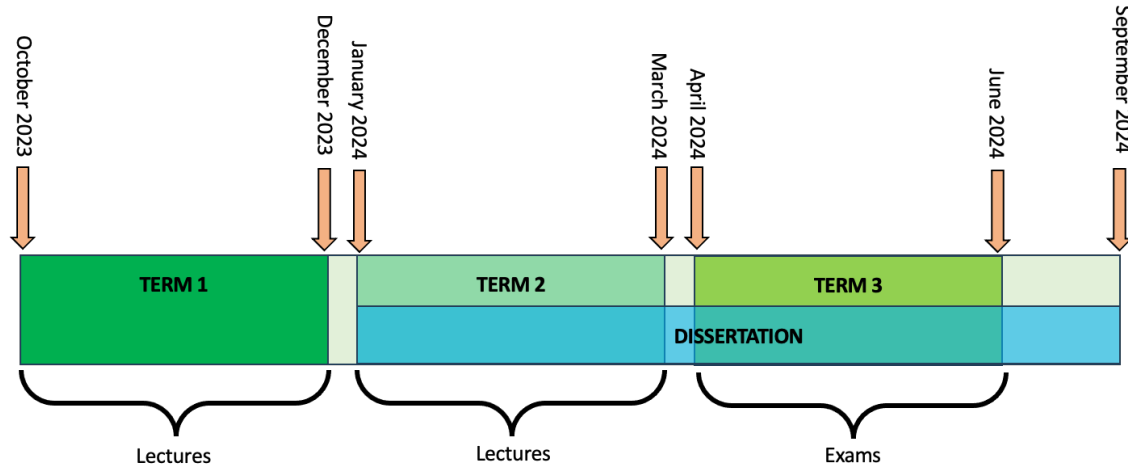 October 2023
December 2023
January 2024
March 2024
April 2024
June 2024
September 2024
TERM 1
TERM 2
TERM 3
DISSERTATION
Lectures
Lectures
Exams